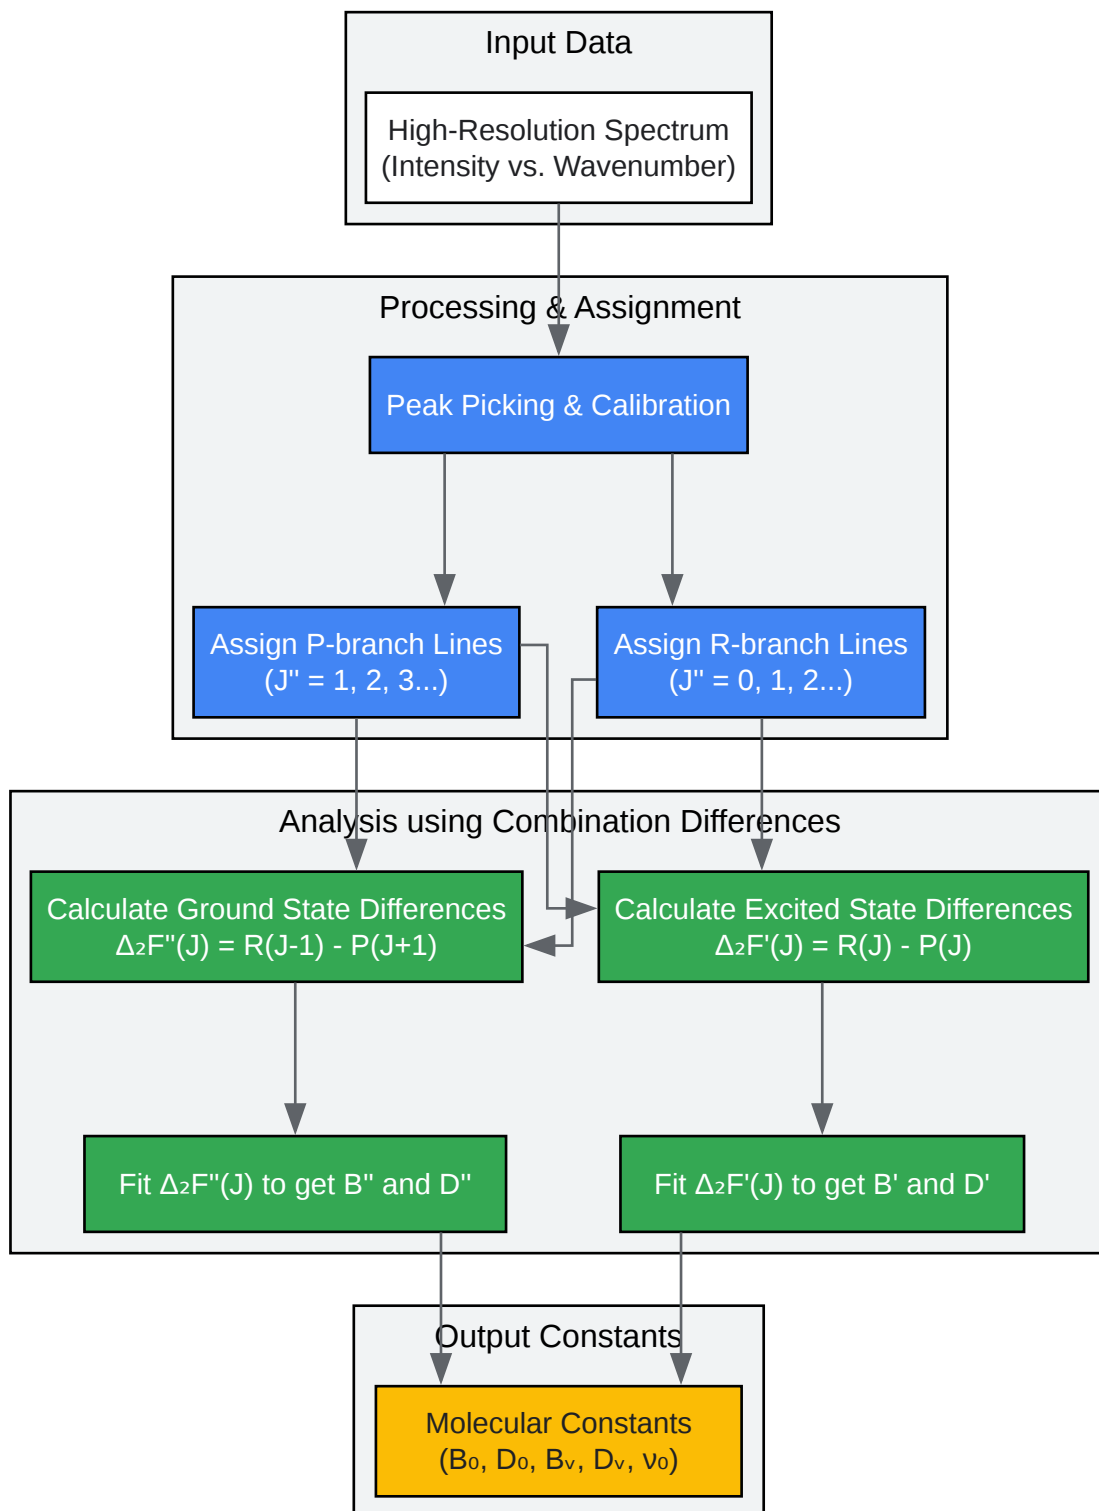 Input Data
High-Resolution Spectrum
(Intensity vs. Wavenumber)
Processing & Assignment
Peak Picking & Calibration
Assign P-branch Lines
(J'' = 1, 2, 3...)
Assign R-branch Lines
(J'' = 0, 1, 2...)
Analysis using Combination Differences
Calculate Ground State Differences
Δ₂F''(J) = R(J-1) - P(J+1)
Calculate Excited State Differences
Δ₂F'(J) = R(J) - P(J)
Fit Δ₂F''(J) to get B'' and D''
Fit Δ₂F'(J) to get B' and D'
Output Constants
Molecular Constants
(B₀, D₀, Bᵥ, Dᵥ, ν₀)